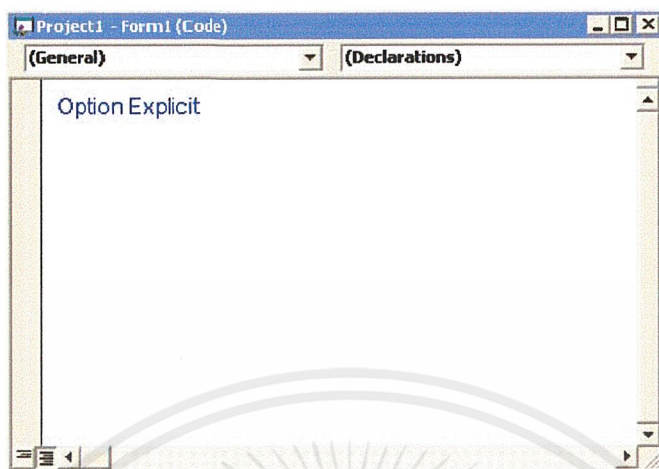 Project1 - Form1 (Code)
(General) (Declarations)
Option Explicit